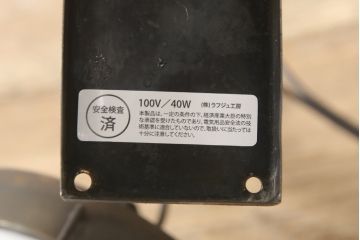 安全検査
済
100V／40W （株）ラフジュ工房
本製品は、一定の条件の下、経済産業大臣の特別
な承認を受けたものであり、電気用品安全法の技
術基準に適合していないので、取扱いに当たっては
十分に注意してください。